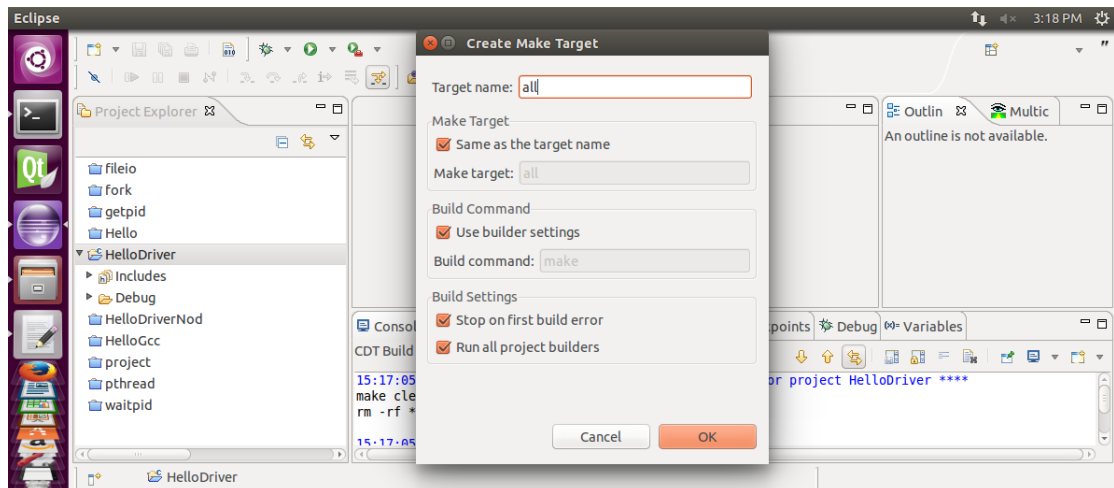 Eclipse
3:18 PM
Create Make Target
Target name: all
Make Target
Same as the target name
Make target: all
Build Command
Use builder settings
Build command: make
Build Settings
Stop on first build error
Run all project builders
Cancel
OK
Project Explorer
fileio
fork
getpid
Hello
HelloDriver
Includes
Debug
HelloDriverNod
HelloGcc
project
pthread
waitpid
HelloDriver
Outlin
Multic
An outline is not available.
Consol
points
Debug
(x)= Variables
CDT Build
15:17:05
or project HelloDriver ****
make cle
rm -rf *
15:17:05